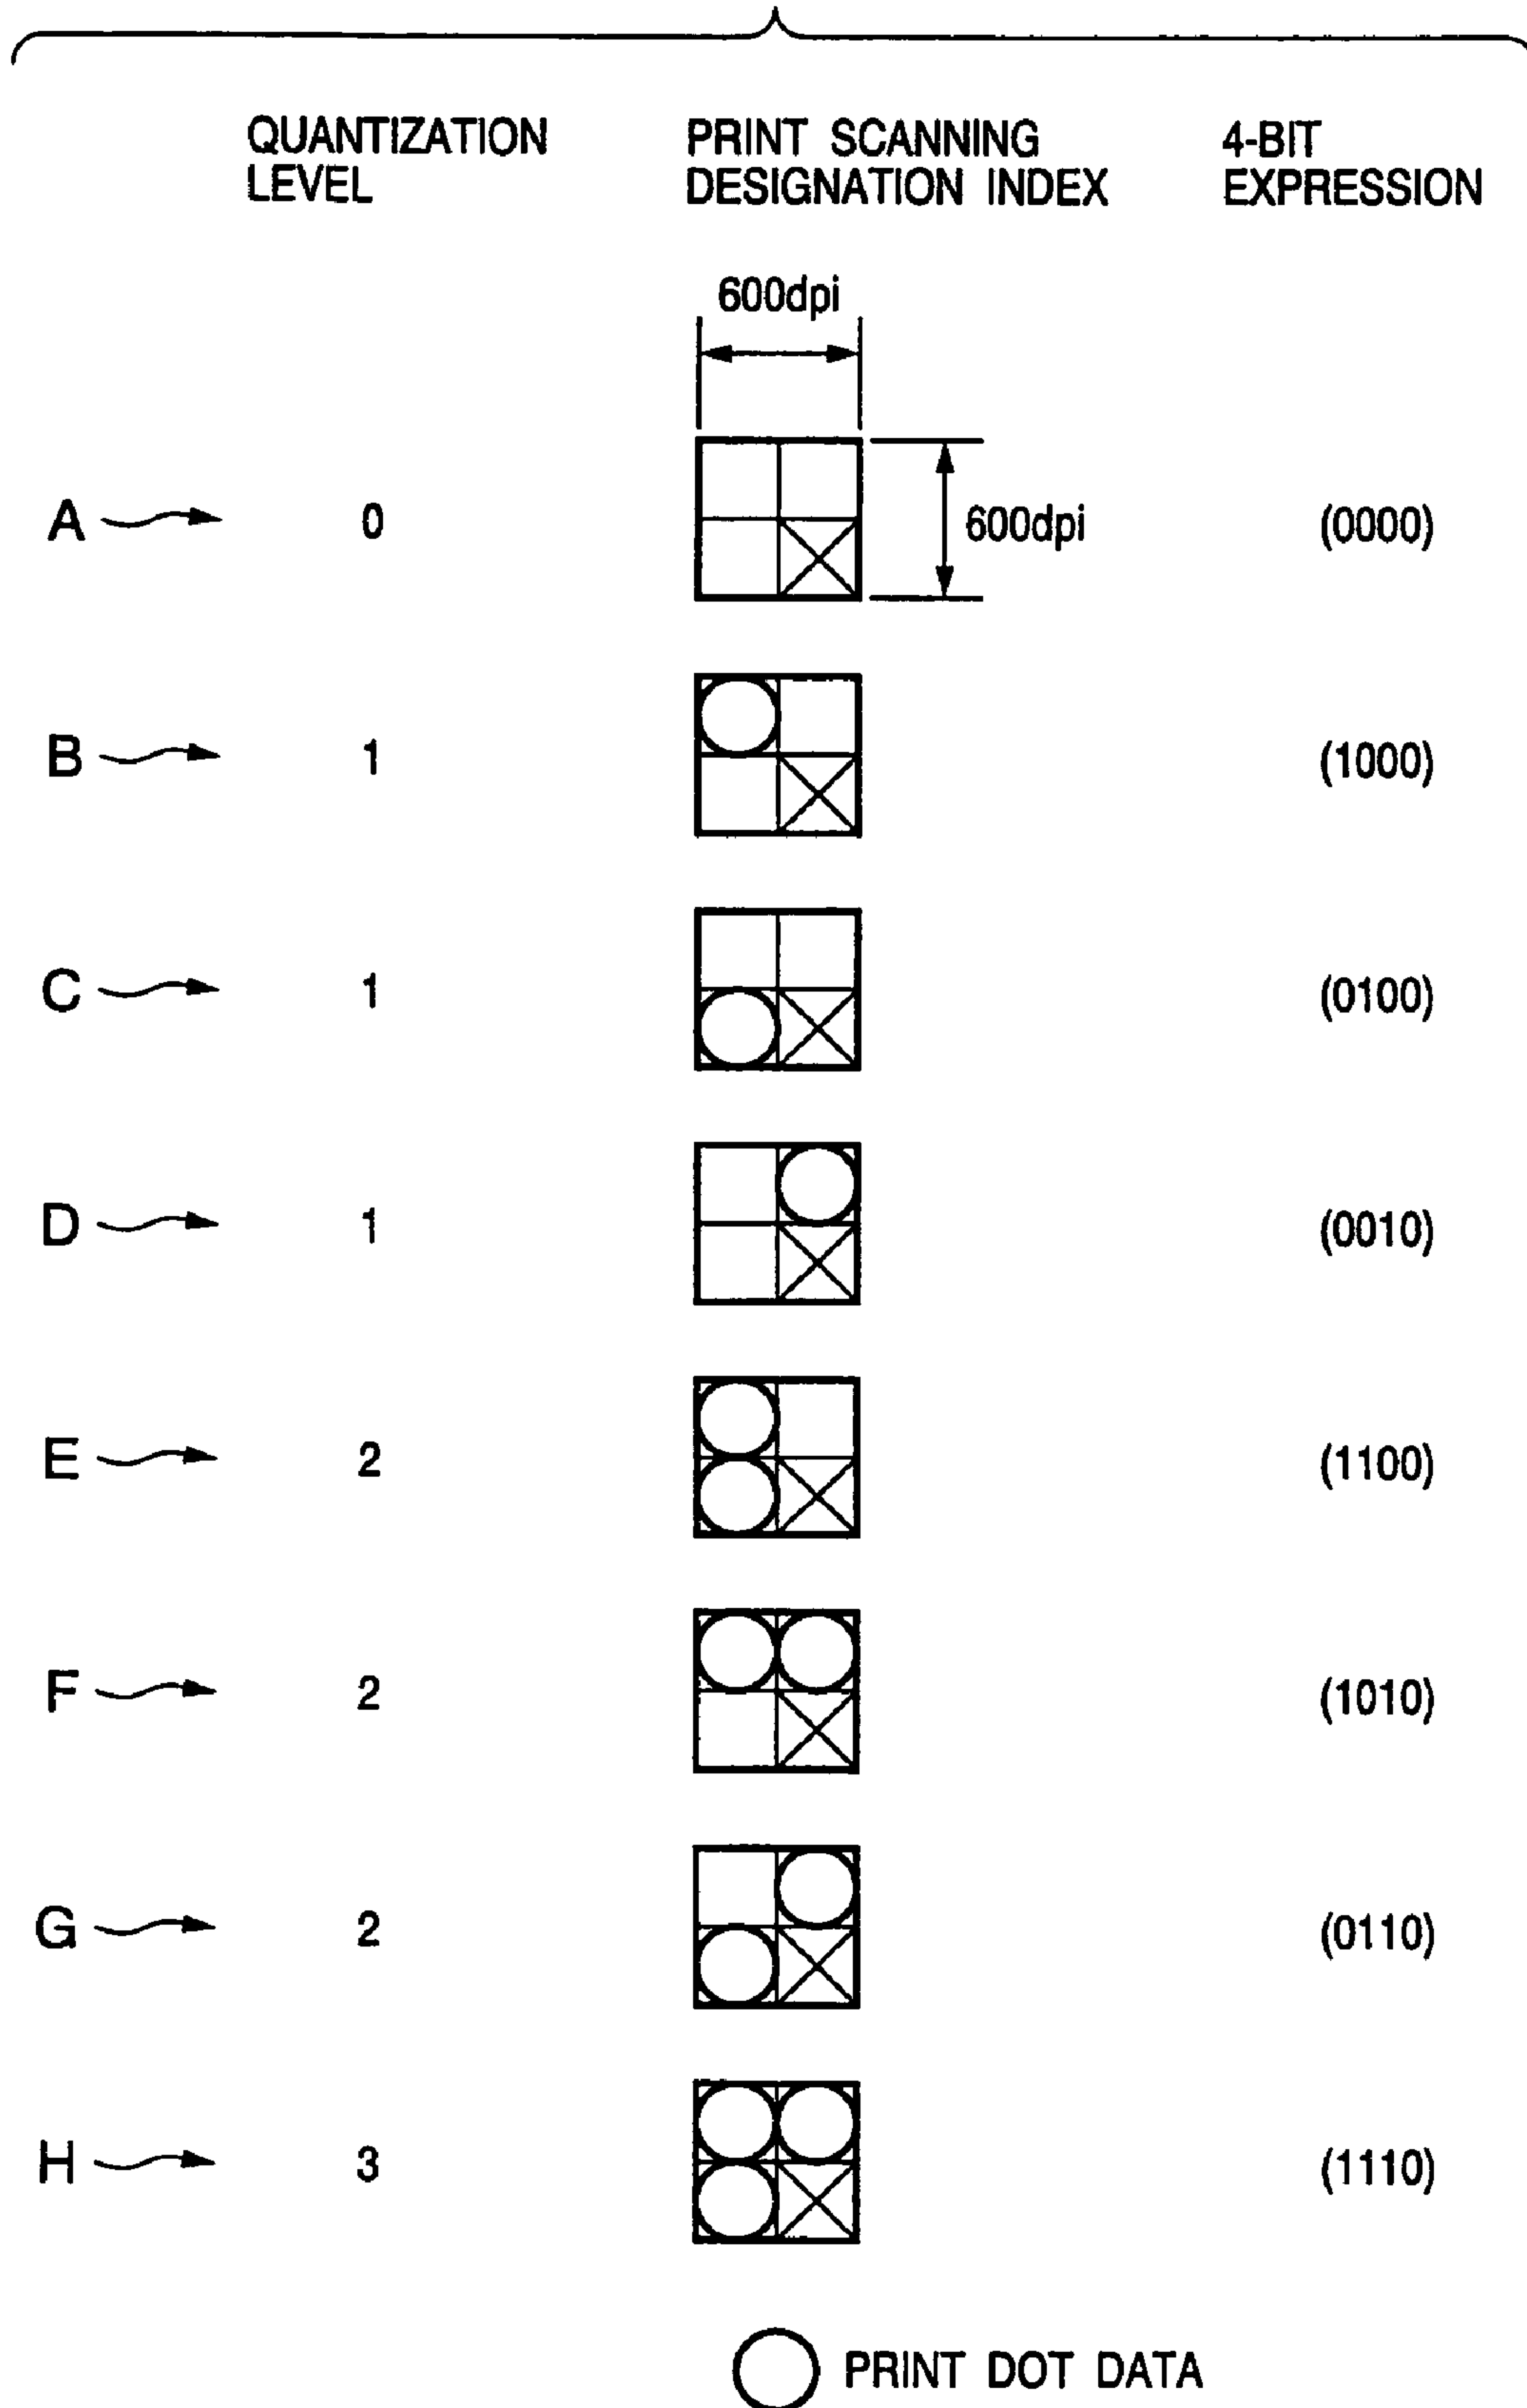 QUANTIZATION LEVEL
PRINT SCANNING DESIGNATION INDEX
4-BIT EXPRESSION
600dpi
600dpi
A 0 (0000)
B 1 (1000)
C 1 (0100)
D 1 (0010)
E 2 (1100)
F 2 (1010)
G 2 (0110)
H 3 (1110)
PRINT DOT DATA